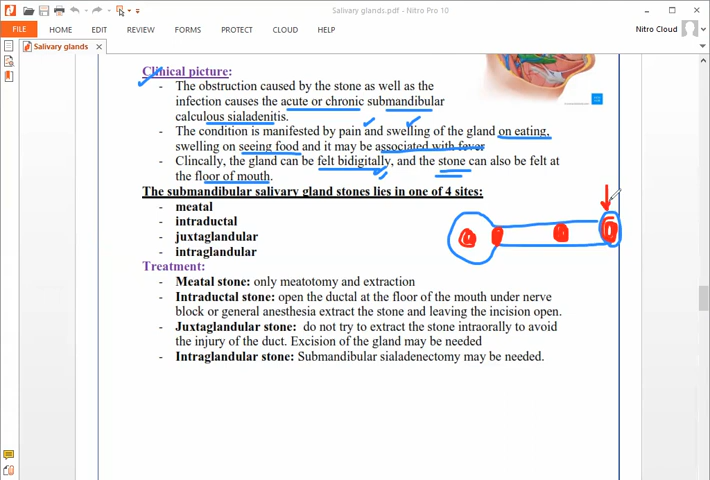 Salivary glands.pdf - Nitro Pro 10
FILE HOME EDIT REVIEW FORMS PROTECT CLOUD HELP Nitro Cloud
Salivary glands
Clinical picture:
- The obstruction caused by the stone as well as the
infection causes the acute or chronic submandibular
calculous sialadenitis.
- The condition is manifested by pain and swelling of the gland on eating,
swelling on seeing food and it may be associated with fever
- Clincally, the gland can be felt bidigitally, and the stone can also be felt at
the floor of mouth.
The submandibular salivary gland stones lies in one of 4 sites:
- meatal
- intraductal
- juxtaglandular
- intraglandular
Treatment:
- Meatal stone: only meatotomy and extraction
- Intraductal stone: open the ductal at the floor of the mouth under nerve
block or general anesthesia extract the stone and leaving the incision open.
- Juxtaglandular stone: do not try to extract the stone intraorally to avoid
the injury of the duct. Excision of the gland may be needed
- Intraglandular stone: Submandibular sialadenectomy may be needed.